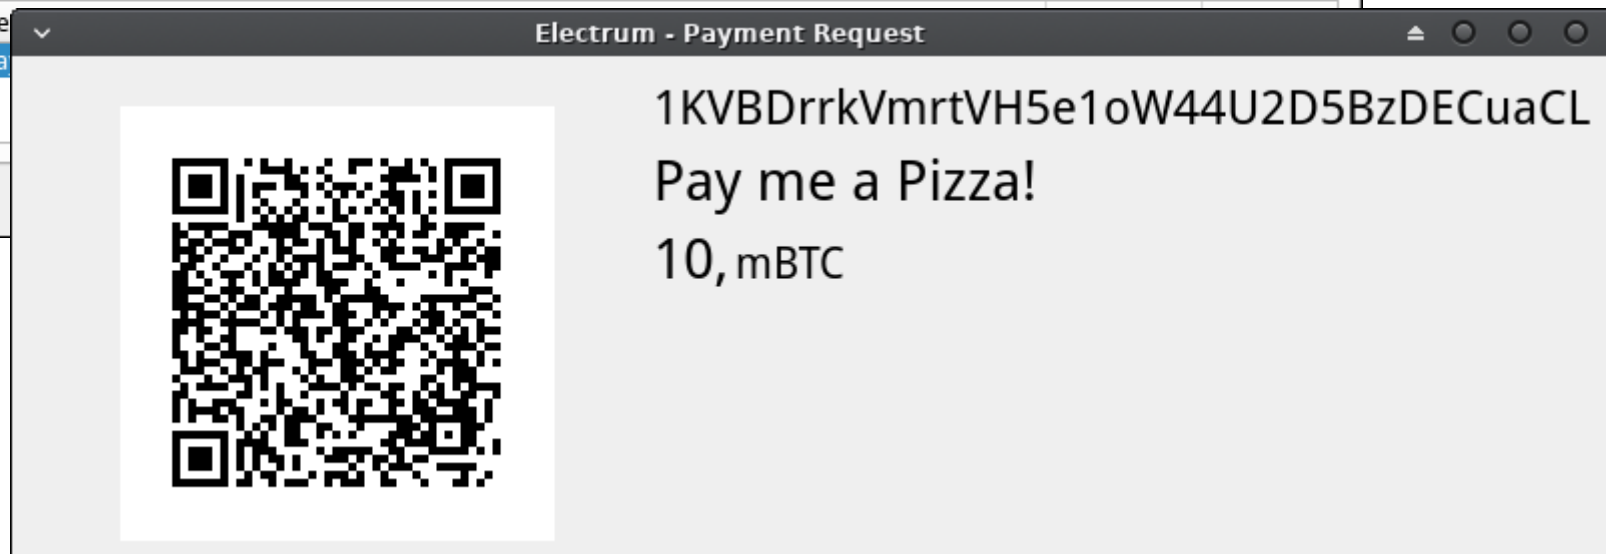 Electrum - Payment Request
1KVBDrrkVmrtVH5e1oW44U2D5BzDECuaCL
Pay me a Pizza!
10, mBTC